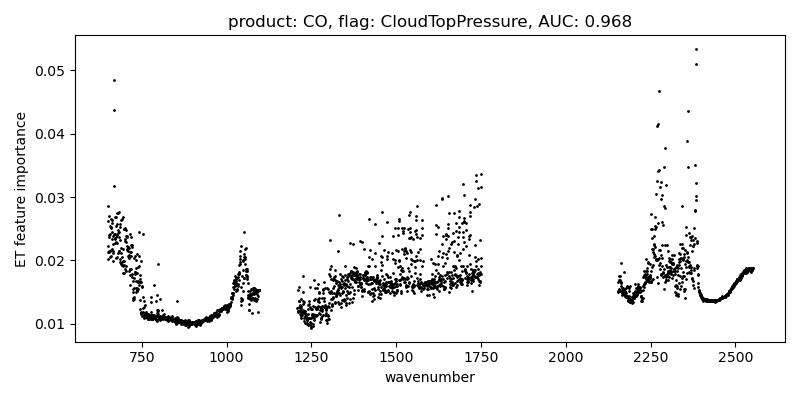 product: CO, flag: CloudTopPressure, AUC: 0.968
ET feature importance
0.05
0.04
0.03
0.02
0.01
750 1000 1250 1500 1750 2000 2250 2500
wavenumber